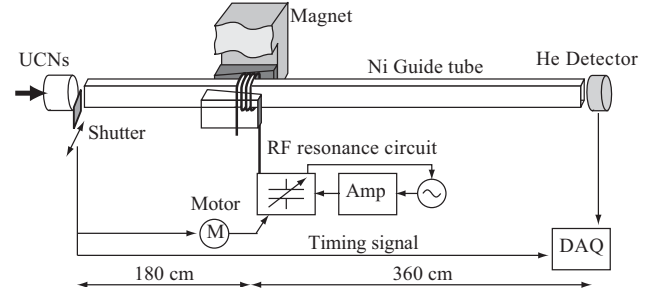 Magnet
UCNs
Ni Guide tube
He Detector
Shutter
RF resonance circuit
Motor
Amp
M
Timing signal
DAQ
180 cm
360 cm